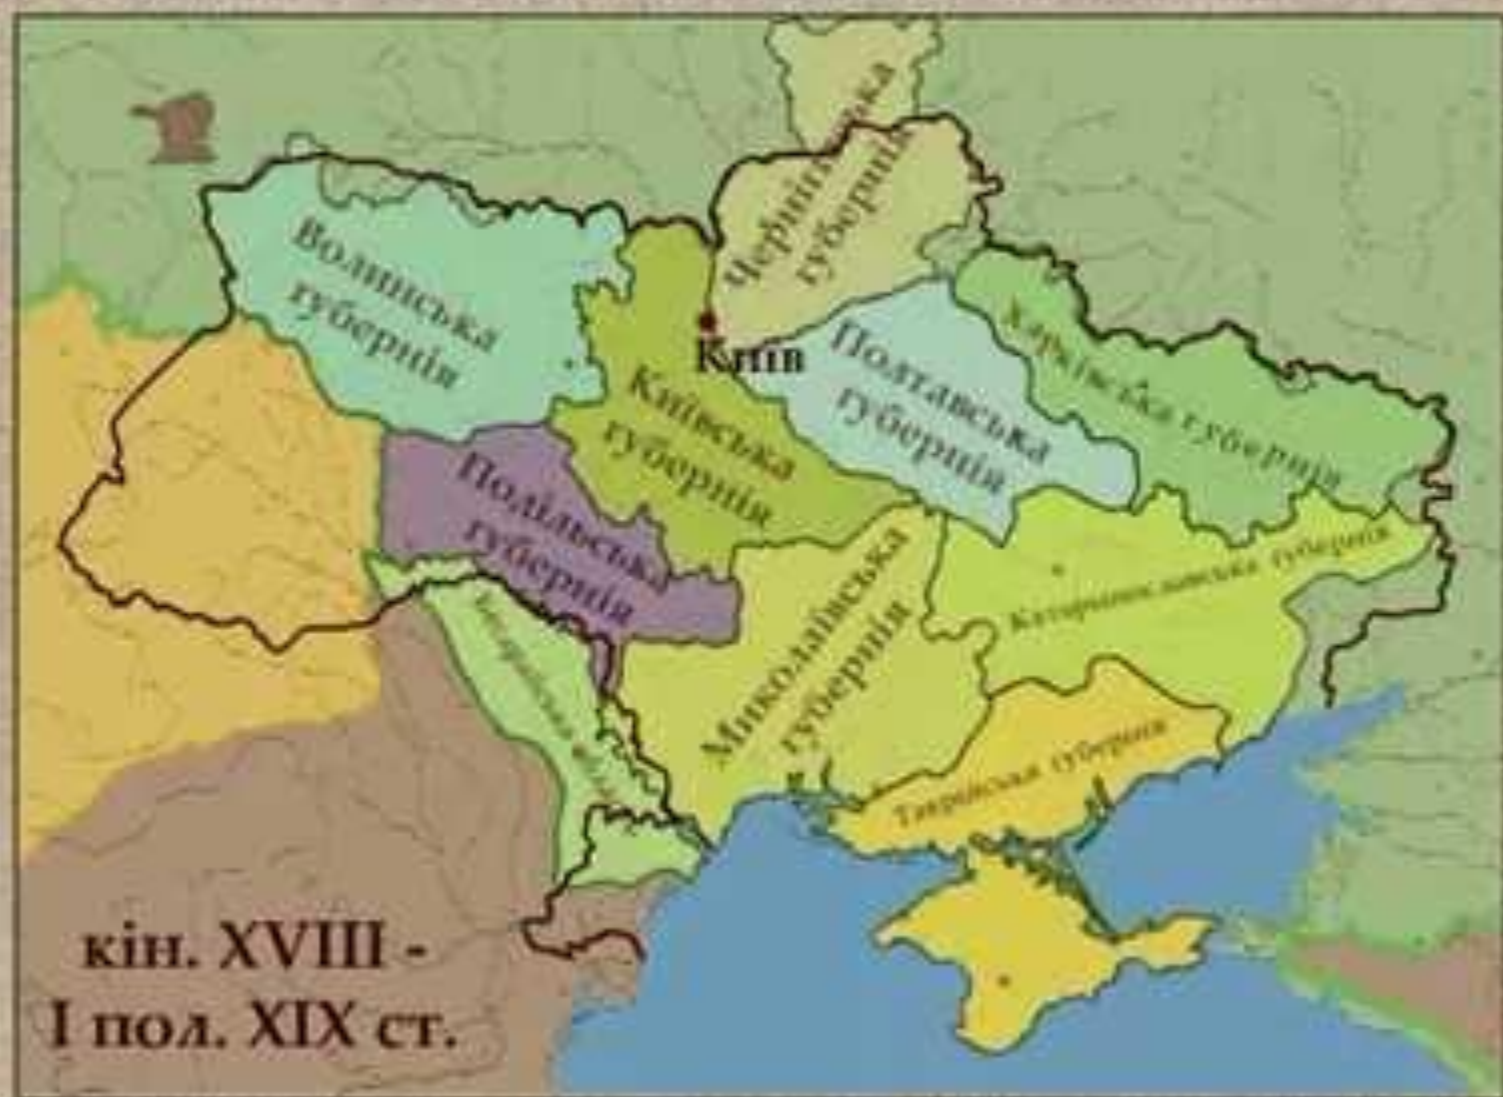 Чернігівська
губернія
Волинська
губернія
Київ
Полтавська
губернія
Харківська губернія
Київська
губернія
Подільська
губернія
Катеринославська губернія
Миколаївська
губернія
Таврійська губернія
кін. XVIII -
І пол. XIX ст.